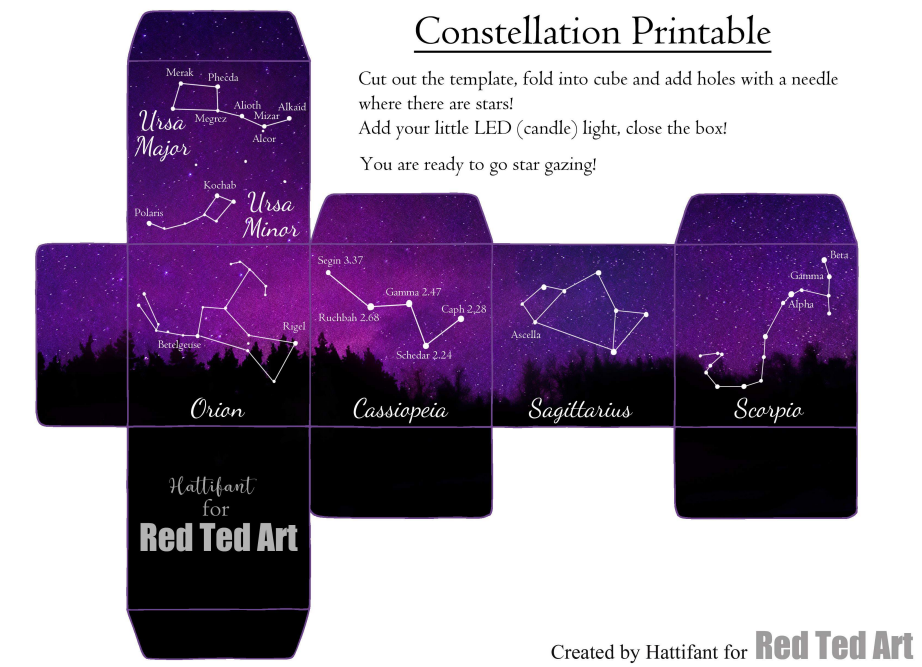 Constellation Printable
Cut out the template, fold into cube and add holes with a needle
where there are stars!
Add your little LED (candle) light, close the box!
You are ready to go star gazing!
Merak
Phecda
Alioth
Alkaid
Megrez
Mizar
Alcor
Ursa
Major
Kochab
Polaris
Ursa
Minor
Rigel
Betelgeuse
Orion
Segin 3.37
Gamma 2.47
Ruchbah 2.68
Caph 2,28
Schedar 2.24
Cassiopeia
Ascella
Sagittarius
Beta
Gamma
Alpha
Scorpio
Hattifant
for
Red Ted Art
Created by Hattifant for Red Ted Art